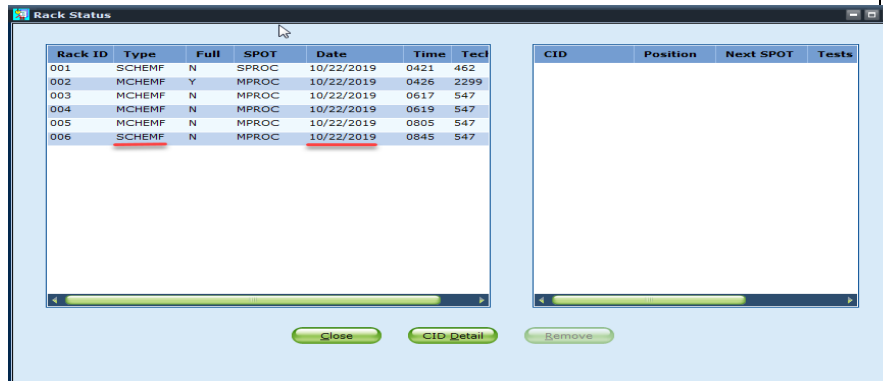 Rack Status
Rack ID Type Full SPOT Date Time Tecl
001 SCHEMF N SPROC 10/22/2019 0421 462
002 MCHEMF Y MPROC 10/22/2019 0426 2299
003 MCHEMF N MPROC 10/22/2019 0617 547
004 MCHEMF N MPROC 10/22/2019 0619 547
005 MCHEMF N MPROC 10/22/2019 0805 547
006 SCHEMF N MPROC 10/22/2019 0845 547
CID Position Next SPOT Tests
Close CID Detail Remove